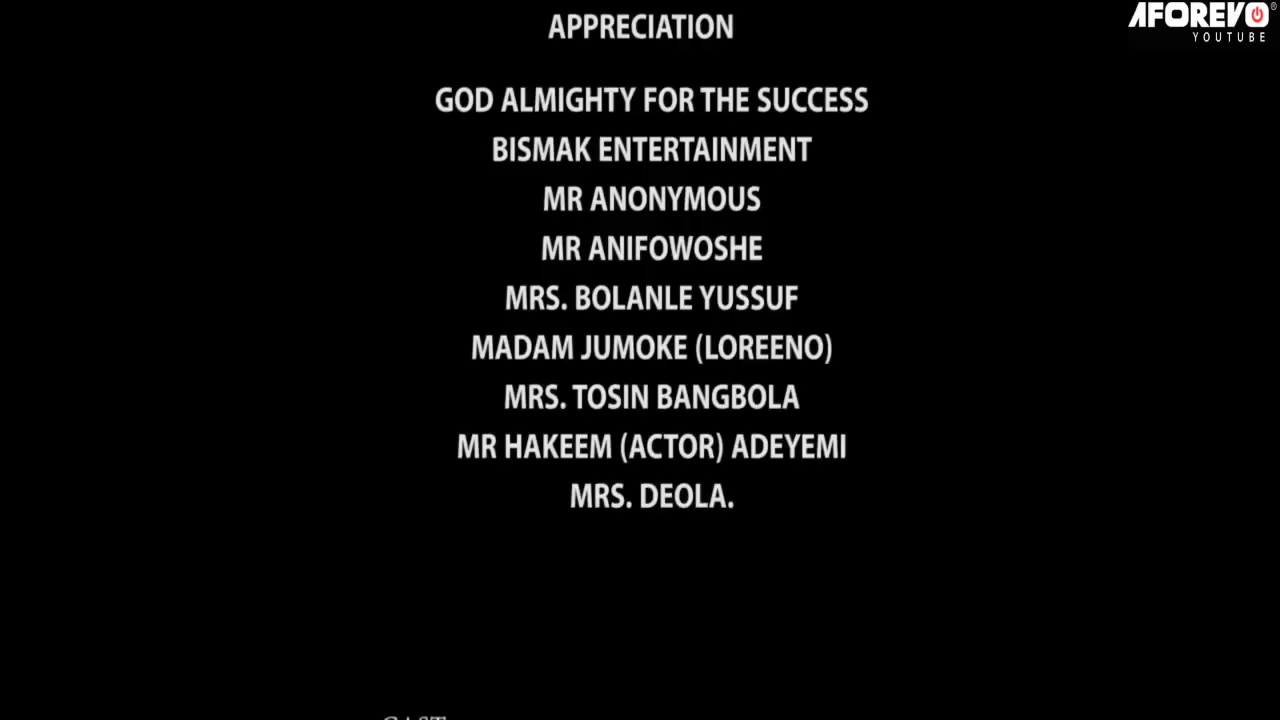 APPRECIATION
AFOREVO
YOUTUBE
GOD ALMIGHTY FOR THE SUCCESS
BISMAK ENTERTAINMENT
MR ANONYMOUS
MR ANIFOWOSHE
MRS. BOLANLE YUSSUF
MADAM JUMOKE (LOREENO)
MRS. TOSIN BANGBOLA
MR HAKEEM (ACTOR) ADEYEMI
MRS. DEOLA.
CAST